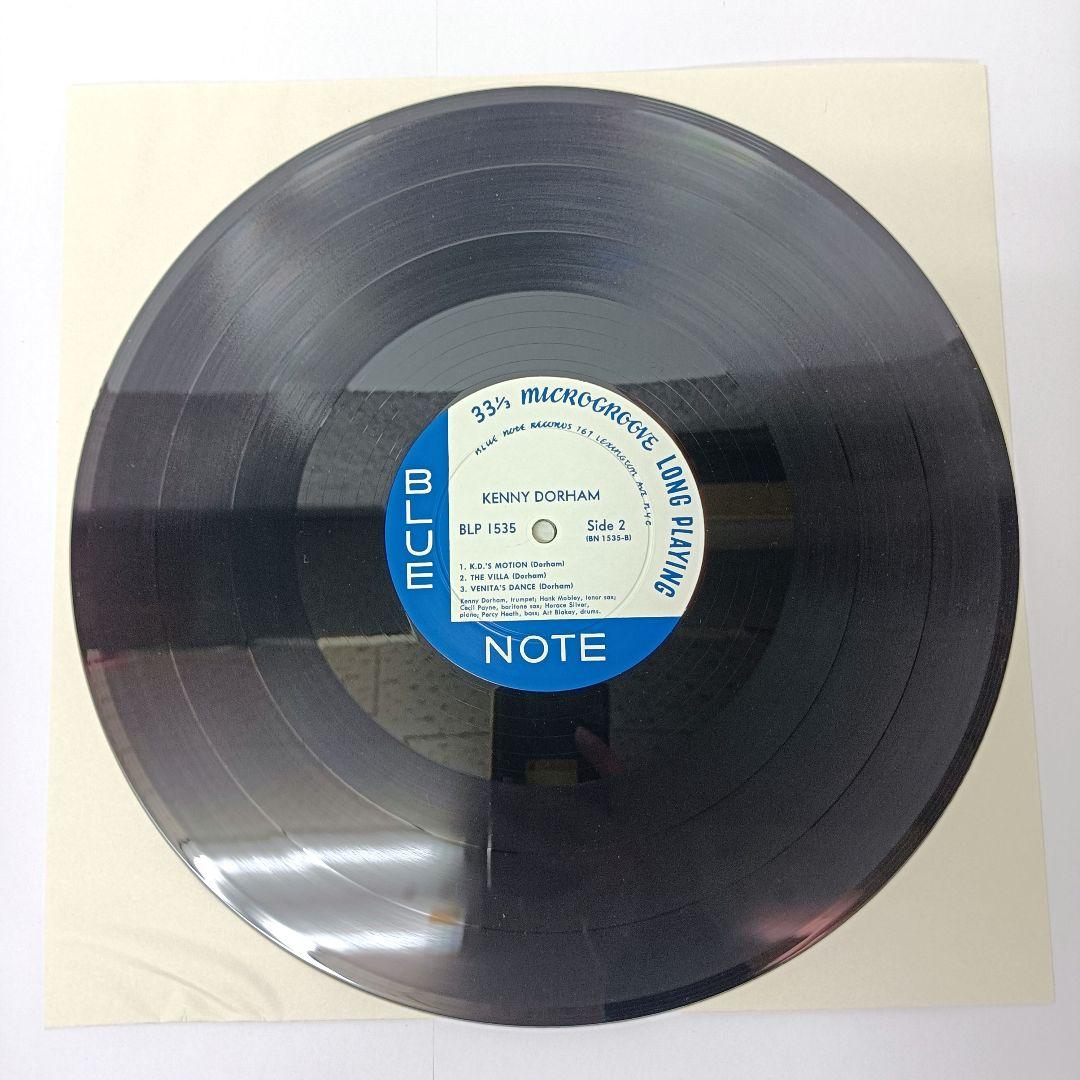 33⅓ MICROGROOVE LONG PLAYING
BLUE NOTE RECORDS 767 LEXINGTON AVE NYC
KENNY DORHAM
BLP 1535
Side 2
(BN 1535-B)
1. K.D.'S MOTION (Dorham)
2. THE VILLA (Dorham)
3. VENITA'S DANCE (Dorham)
Kenny Dorham, trumpet; Hank Mobley, tenor sax;
Cecil Payne, baritone sax; Horace Silver,
piano; Percy Heath, bass; Art Blakey, drums.
BLUE
NOTE